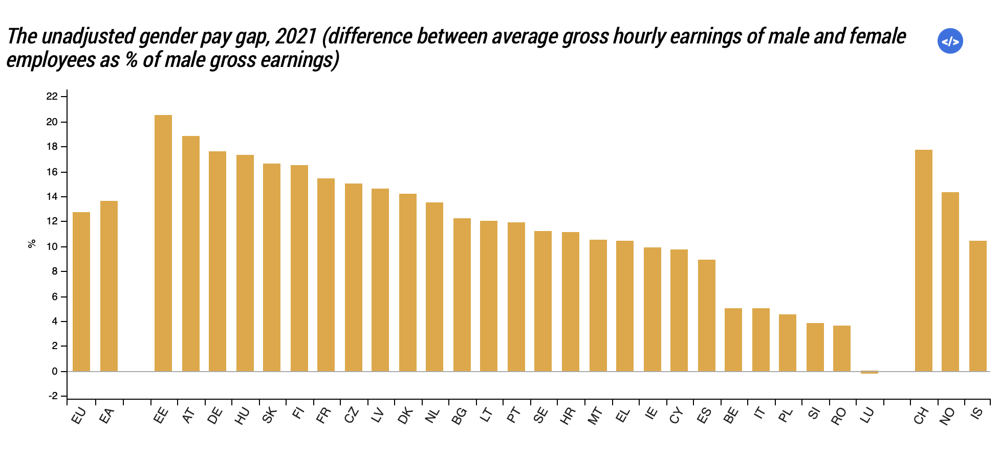 The unadjusted gender pay gap, 2021 (difference between average gross hourly earnings of male and female
employees as % of male gross earnings)
</>
22
20
18
16
14
12
10
8
6
4
2
0
-2
%
EU
EA
EE
AT
DE
HU
SK
FI
FR
CZ
LV
DK
NL
BG
LT
PT
SE
HR
MT
EL
IE
CY
ES
BE
IT
PL
SI
RO
LU
CH
NO
IS